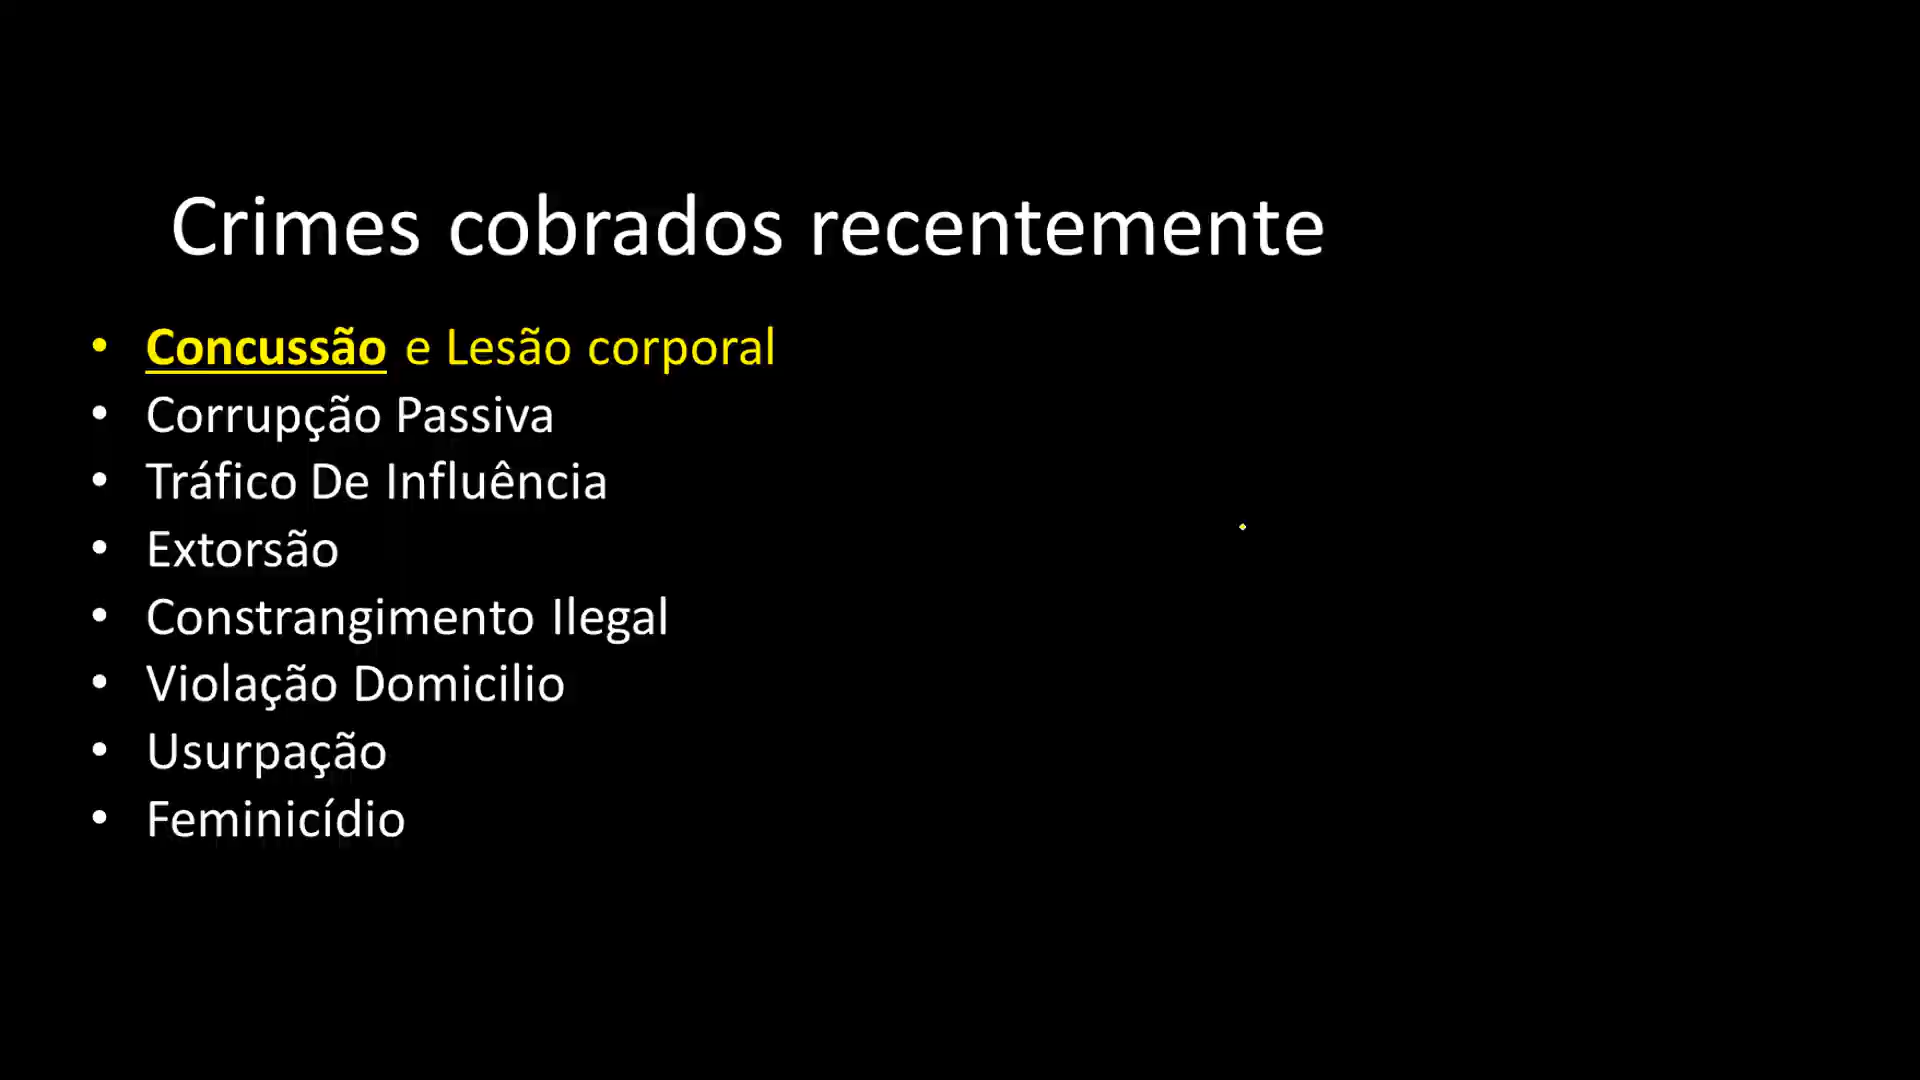 Crimes cobrados recentemente
• Concussão e Lesão corporal
• Corrupção Passiva
• Tráfico De Influência
• Extorsão
• Constrangimento Ilegal
• Violação Domicilio
• Usurpação
• Feminicídio